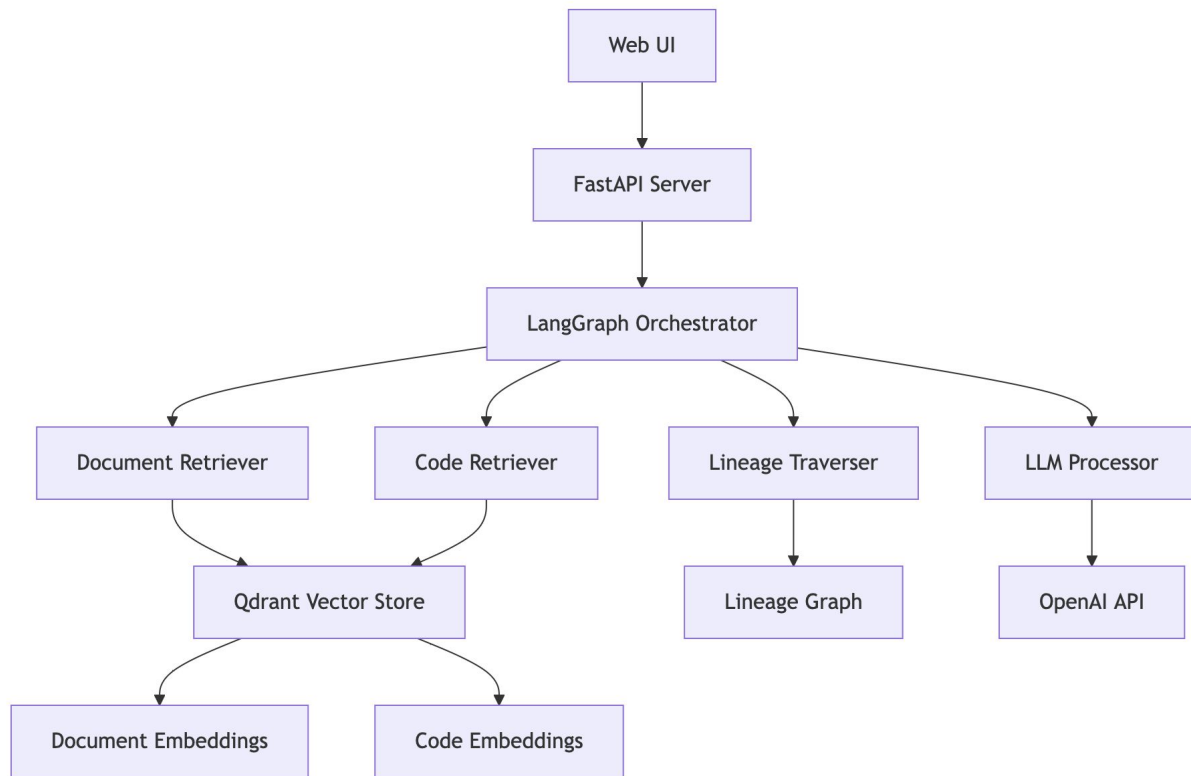 Web UI
FastAPI Server
LangGraph Orchestrator
Document Retriever
Code Retriever
Lineage Traverser
LLM Processor
Qdrant Vector Store
Lineage Graph
OpenAI API
Document Embeddings
Code Embeddings